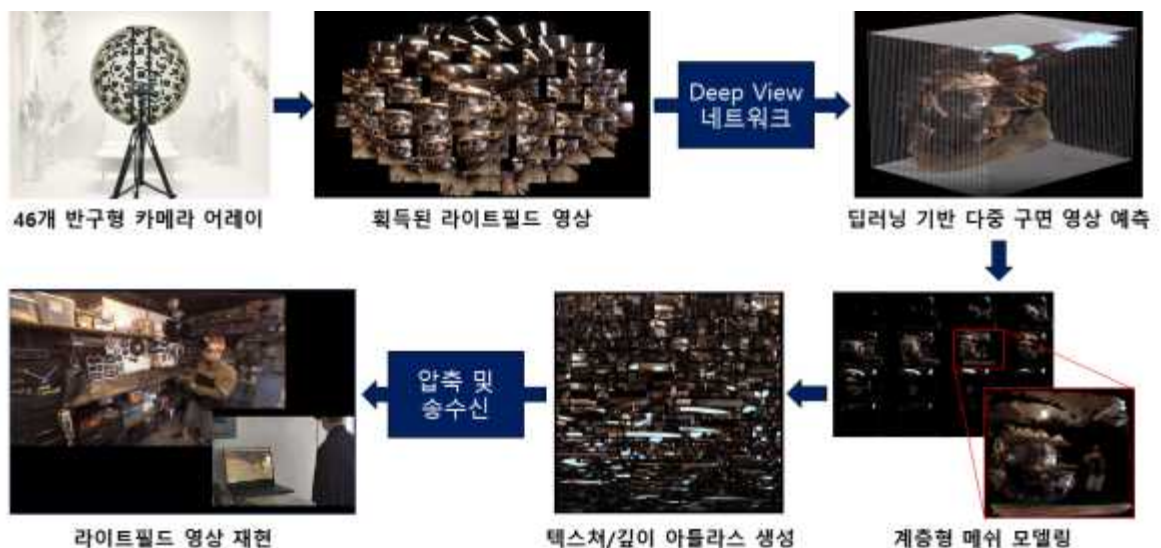 Deep View
네트워크
46개 반구형 카메라 어레이
획득된 라이트필드 영상
딥러닝 기반 다중 구면 영상 예측
압축 및
송수신
라이트필드 영상 재현
텍스쳐/깊이 아틀라스 생성
계층형 메쉬 모델링